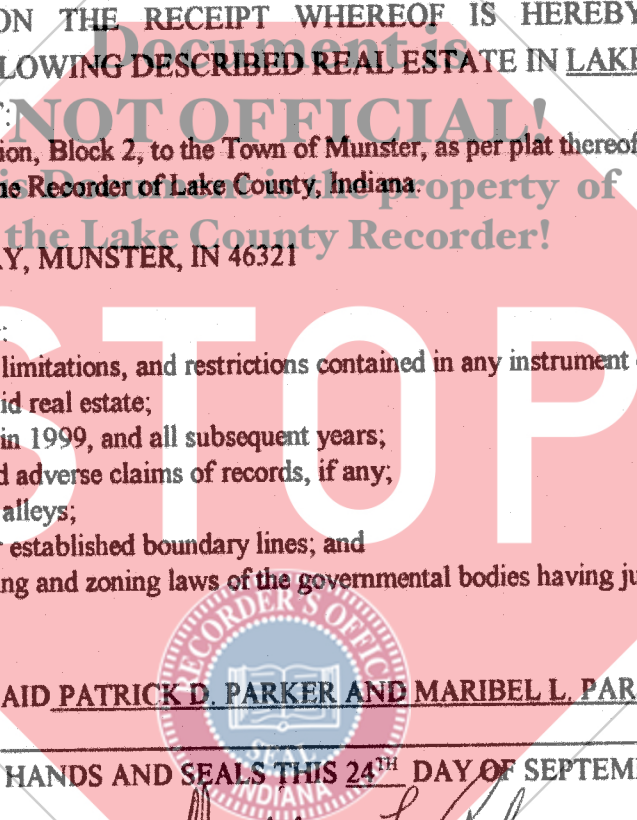 ON THE RECEIPT WHEREOF IS HEREBY
Document is
LOWING DESCRIBED REAL ESTATE IN LAKE
:
NOT OFFICIAL!
ion, Block 2, to the Town of Munster, as per plat thereof
This Document is the property of
e Recorder of Lake County, Indiana.
the Lake County Recorder!
Y, MUNSTER, IN 46321
STOP
:
limitations, and restrictions contained in any instrument
id real estate;
in 1999, and all subsequent years;
d adverse claims of records, if any;
alleys;
r established boundary lines; and
ng and zoning laws of the governmental bodies having ju
RECORDER'S OFFICE
AID PATRICK D. PARKER AND MARIBEL L. PAR
SEAL
HANDS AND SEALS THIS 24TH DAY OF SEPTEM
INDIANA